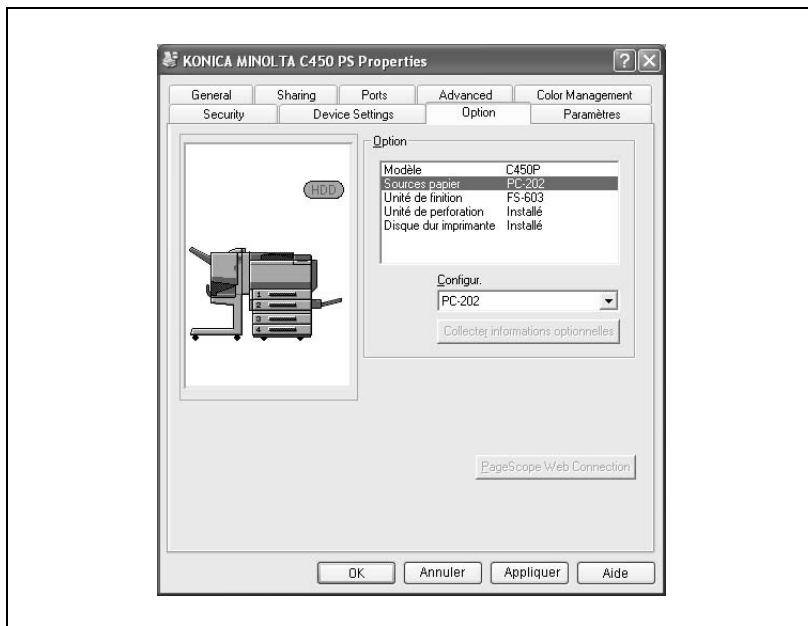 KONICA MINOLTA C450 PS Properties
General Sharing Ports Advanced Color Management
Security Device Settings Option Paramètres
Option
HDD
Modèle C450P
Sources papier PC-202
Unité de finition FS-603
Unité de perforation Installé
Disque dur imprimante Installé
1
2
3
4
Configur.
PC-202
Collecter informations optionnelles
PageScope Web Connection
OK Annuler Appliquer Aide